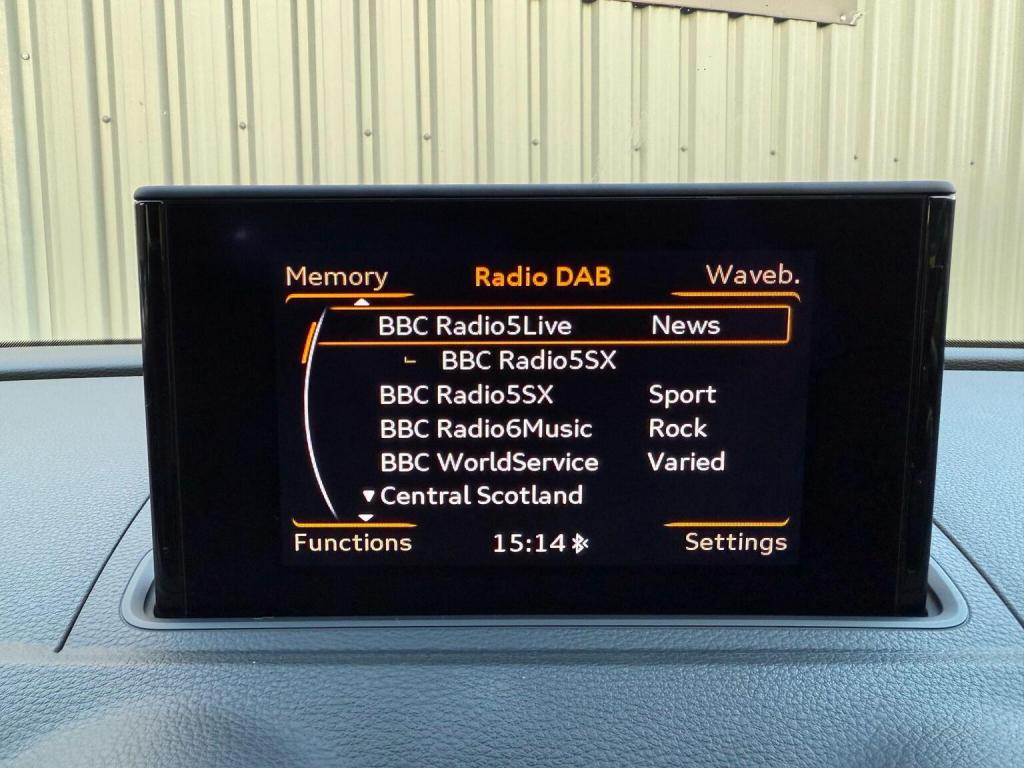 Memory Radio DAB Waveb.
BBC Radio5Live News
BBC Radio5SX
BBC Radio5SX Sport
BBC Radio6Music Rock
BBC WorldService Varied
Central Scotland
Functions 15:14 Settings